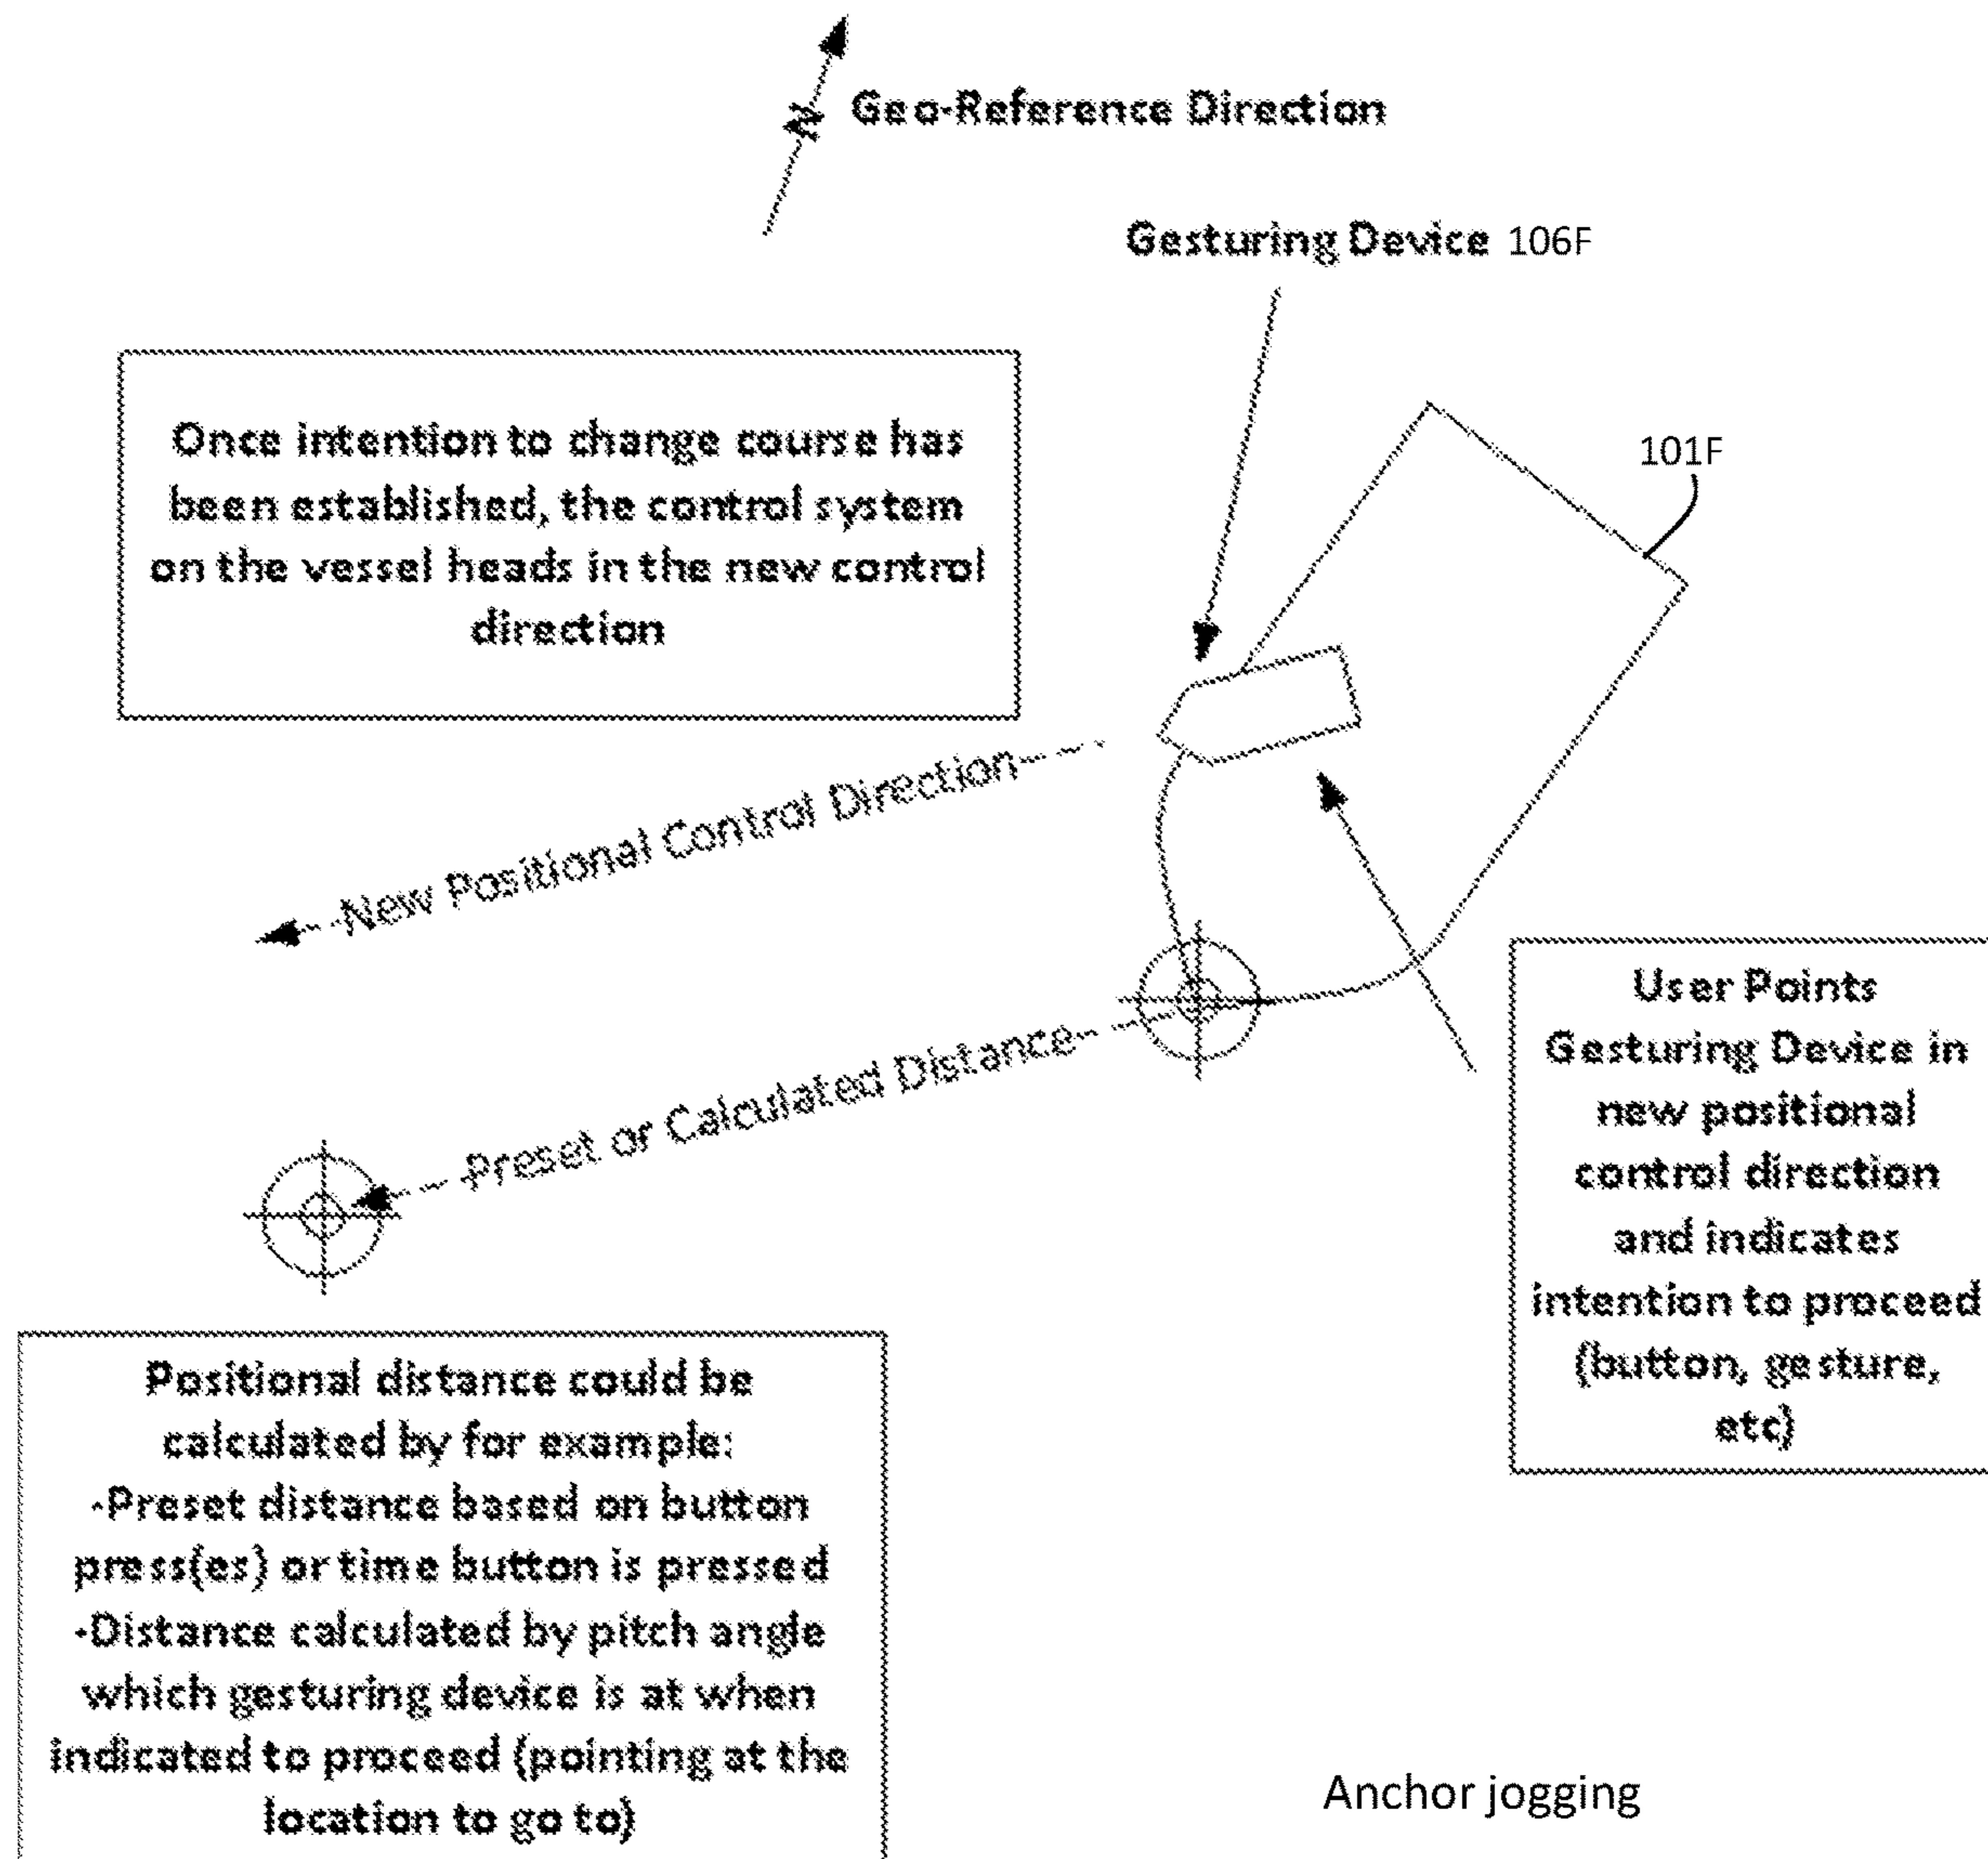 N
Geo-Reference Direction
Gesturing Device 106F
Once intention to change course has
been established, the control system
on the vessel heads in the new control
direction
101F
New Positional Control Direction
Preset or Calculated Distance
User Points
Gesturing Device in
new positional
control direction
and indicates
intention to proceed
(button, gesture,
etc)
Positional distance could be
calculated by for example:
-Preset distance based on button
press(es) or time button is pressed
-Distance calculated by pitch angle
which gesturing device is at when
indicated to proceed (pointing at the
location to go to)
Anchor jogging